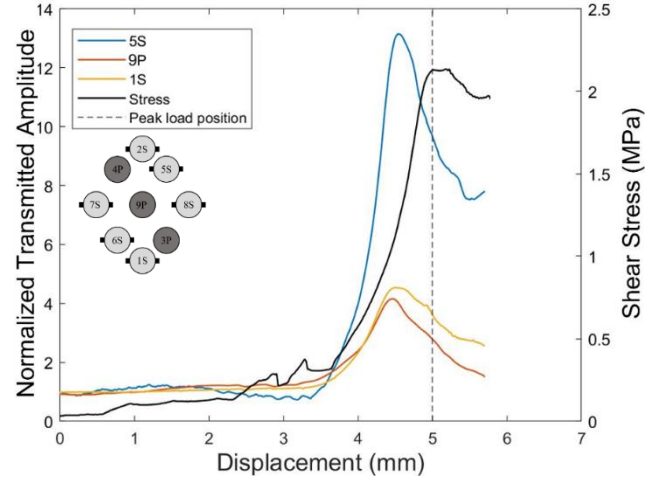 Normalized Transmitted Amplitude
14
12
10
8
6
4
2
0
5S
9P
1S
Stress
Peak load position
2S
4P
5S
7S
9P
8S
6S
3P
1S
2.5
2
1.5
1
0.5
0
Shear Stress (MPa)
0 1 2 3 4 5 6 7
Displacement (mm)